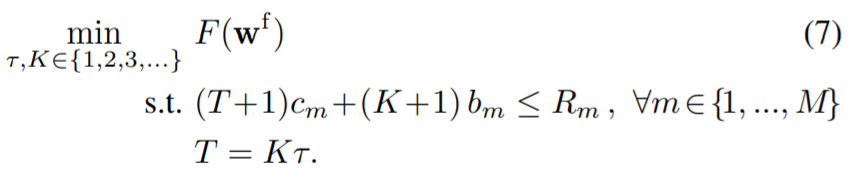 min F(w^f) (7)
τ,K∈{1,2,3,...}
s.t. (T+1)c_m+(K+1) b_m ≤ R_m , ∀m∈{1, ..., M}
T = Kτ.